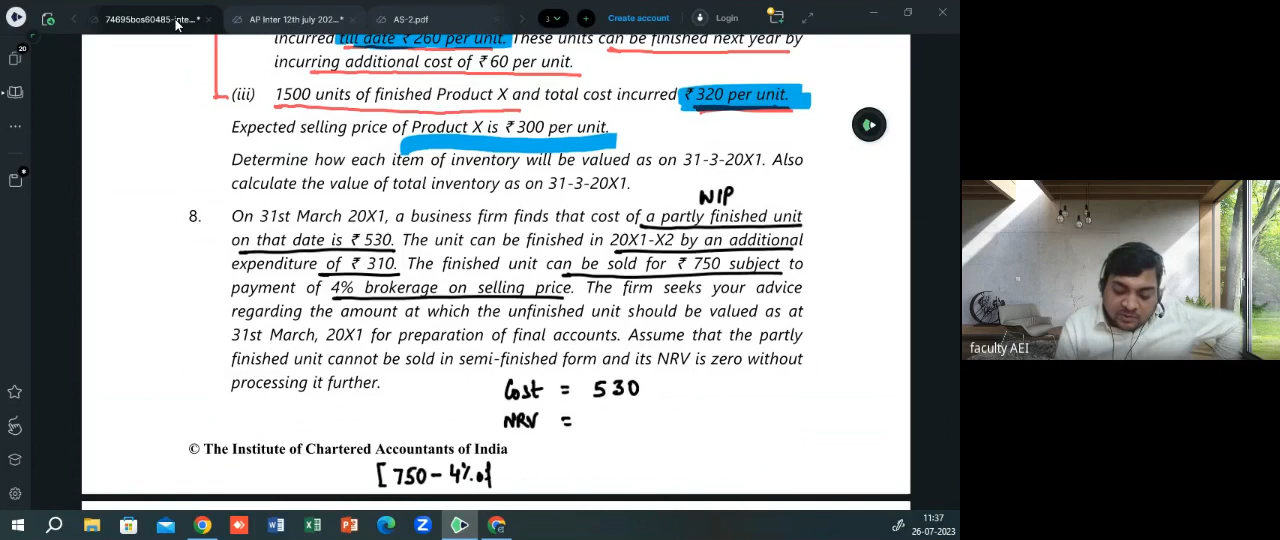 74695bos60485-inte...*
AP Inter 12th july 202...*
AS-2.pdf
3
Create account
Login
20
incurred till date ₹ 260 per unit. These units can be finished next year by
incurring additional cost of ₹ 60 per unit.
(iii) 1500 units of finished Product X and total cost incurred ₹ 320 per unit.
Expected selling price of Product X is ₹ 300 per unit.
Determine how each item of inventory will be valued as on 31-3-20X1. Also
calculate the value of total inventory as on 31-3-20X1.
WIP
8. On 31st March 20X1, a business firm finds that cost of a partly finished unit
on that date is ₹ 530. The unit can be finished in 20X1-X2 by an additional
expenditure of ₹ 310. The finished unit can be sold for ₹ 750 subject to
payment of 4% brokerage on selling price. The firm seeks your advice
regarding the amount at which the unfinished unit should be valued as at
31st March, 20X1 for preparation of final accounts. Assume that the partly
finished unit cannot be sold in semi-finished form and its NRV is zero without
processing it further.
Cost = 530
NRV =
© The Institute of Chartered Accountants of India
[750 - 4% of
faculty AEI
11:37
26-07-2023